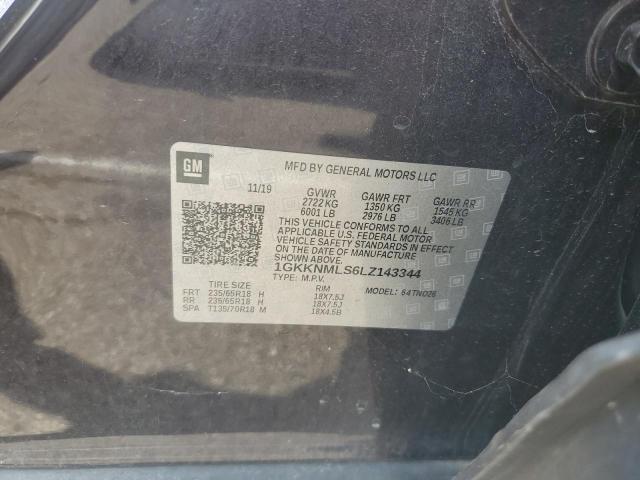 GM
MFD BY GENERAL MOTORS LLC
11/19 GVWR GAWR FRT GAWR RR
2722 KG 1350 KG 1545 KG
6001 LB 2976 LB 3406 LB
THIS VEHICLE CONFORMS TO ALL
APPLICABLE U.S. FEDERAL MOTOR
VEHICLE SAFETY STANDARDS IN EFFECT
ON THE DATE OF MANUFACTURE
1GKKNMLS6LZ143344
TYPE: M.P.V. MODEL: 64TND26
TIRE SIZE RIM
FRT 235/65R18 H 18X7.5J
RR 235/65R18 H 18X7.5J
SPA T135/70R18 M 18X4.5B